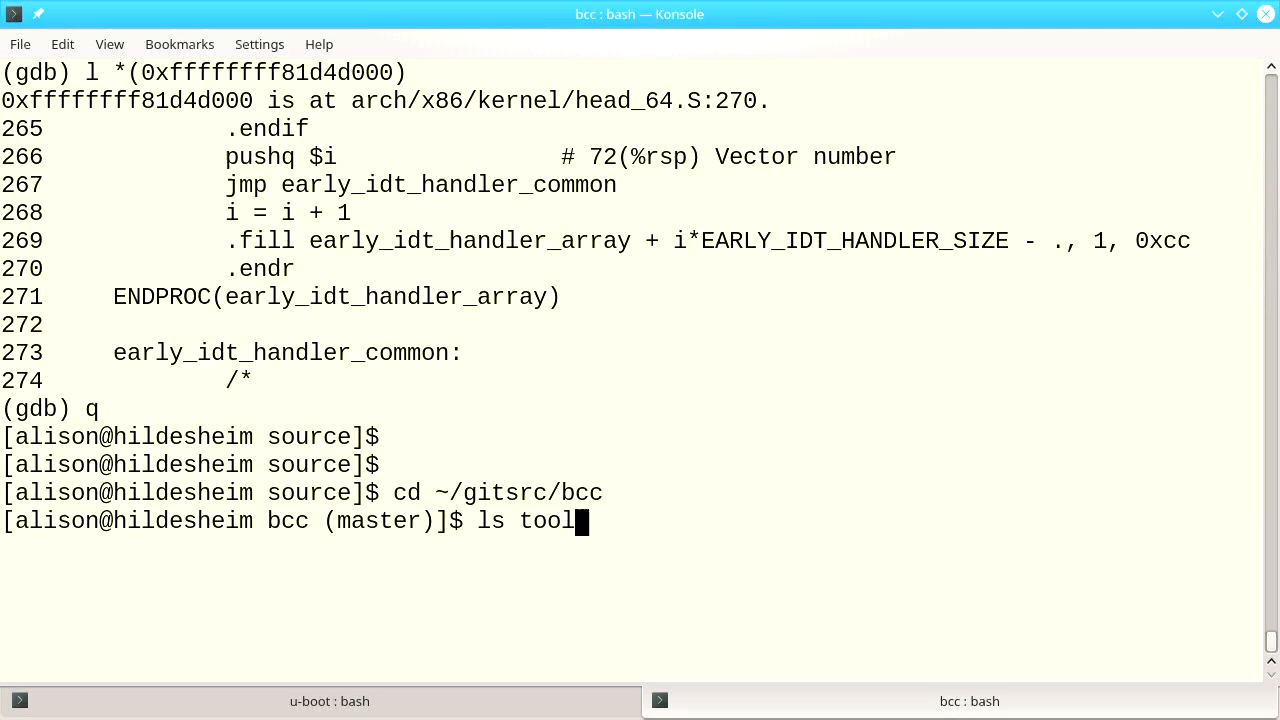 bcc : bash — Konsole
File Edit View Bookmarks Settings Help
(gdb) l *(0xffffffff81d4d000)
0xffffffff81d4d000 is at arch/x86/kernel/head_64.S:270.
265 .endif
266 pushq $i # 72(%rsp) Vector number
267 jmp early_idt_handler_common
268 i = i + 1
269 .fill early_idt_handler_array + i*EARLY_IDT_HANDLER_SIZE - ., 1, 0xcc
270 .endr
271 ENDPROC(early_idt_handler_array)
272
273 early_idt_handler_common:
274 /*
(gdb) q
[alison@hildesheim source]$
[alison@hildesheim source]$
[alison@hildesheim source]$ cd ~/gitsrc/bcc
[alison@hildesheim bcc (master)]$ ls tool
u-boot : bash
bcc : bash